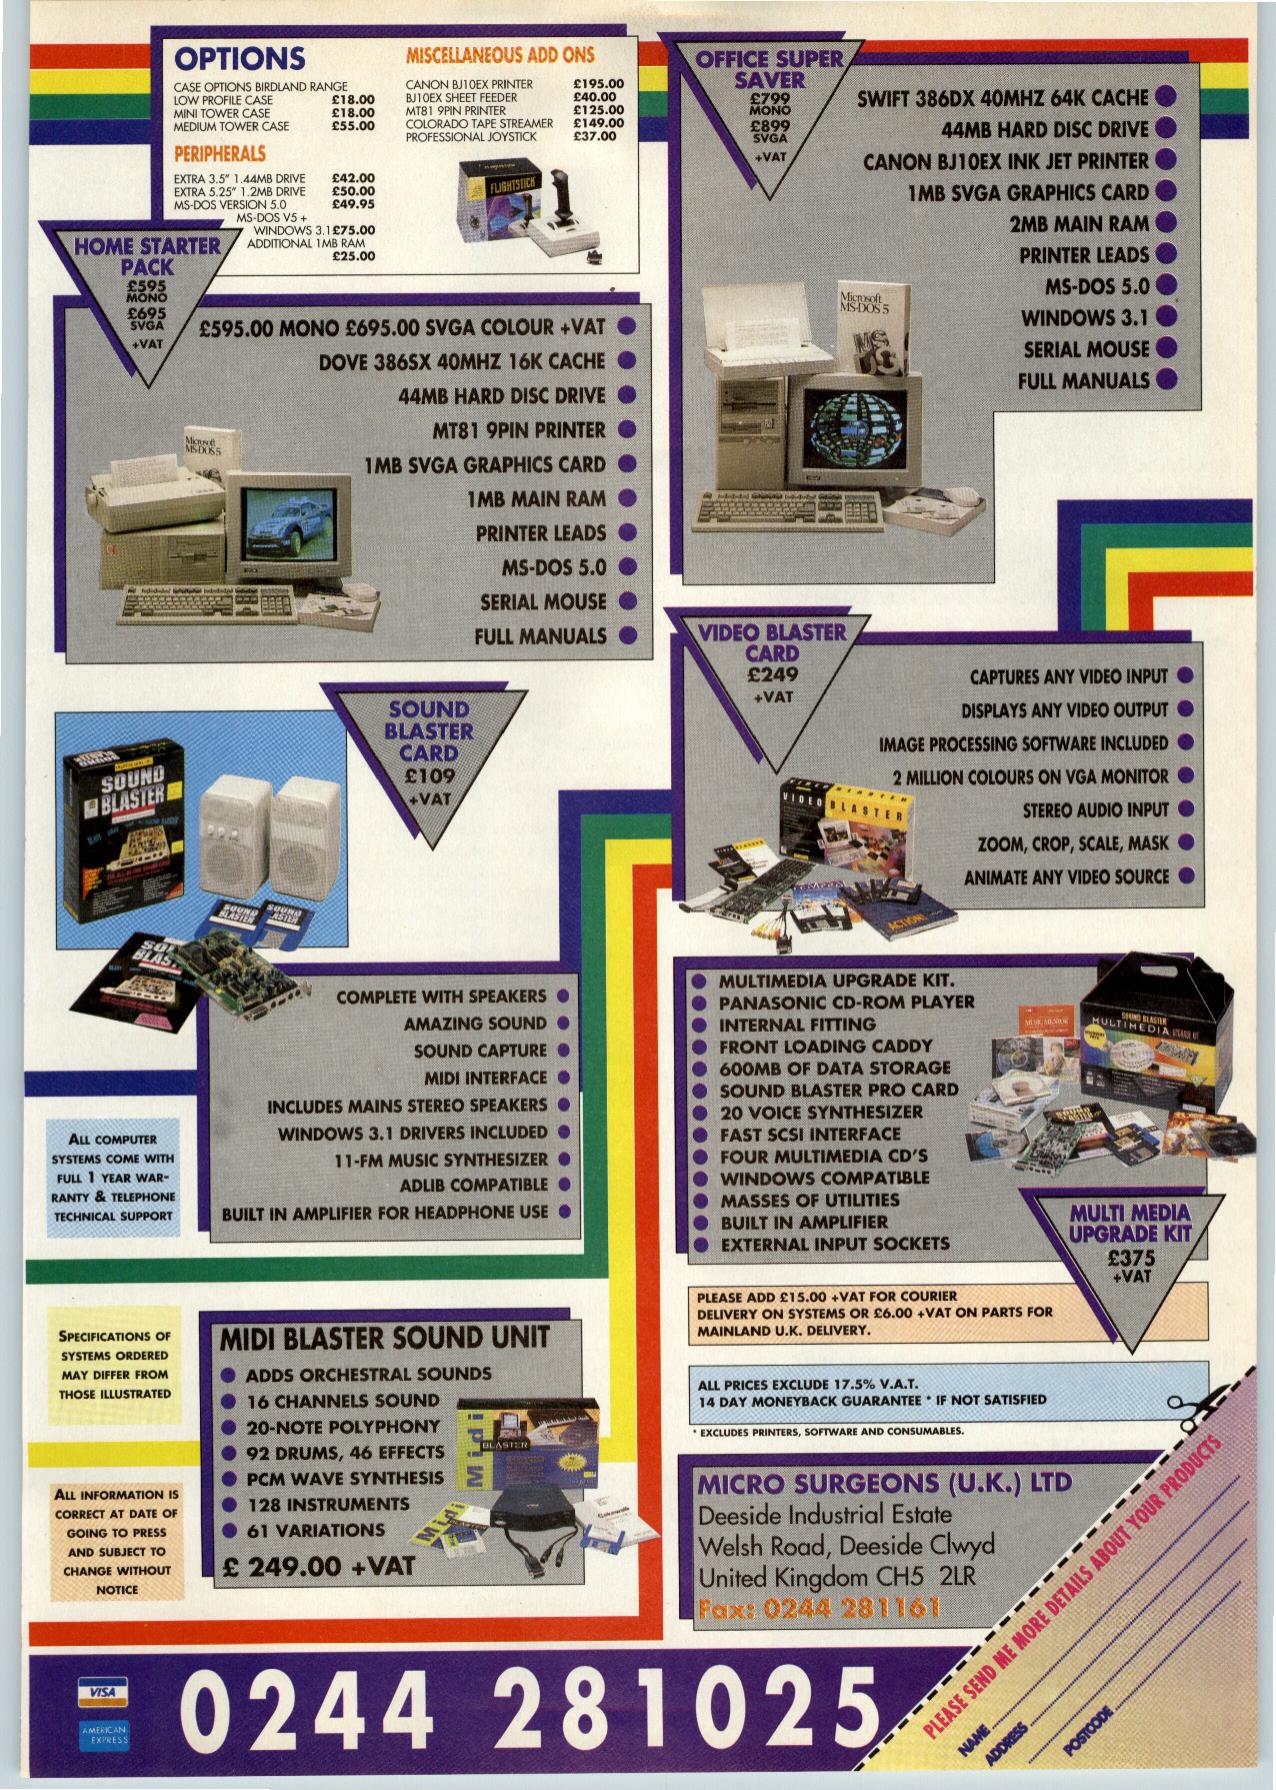 OPTIONS
CASE OPTIONS BIRDLAND RANGE
LOW PROFILE CASE £18.00
MINI TOWER CASE £18.00
MEDIUM TOWER CASE £55.00
PERIPHERALS
EXTRA 3.5" 1.44MB DRIVE £42.00
EXTRA 5.25" 1.2MB DRIVE £50.00
MS-DOS VERSION 5.0 £49.95
MS-DOS V5 +
WINDOWS 3.1 £75.00
ADDITIONAL 1MB RAM
£25.00
MISCELLANEOUS ADD ONS
CANON BJ10EX PRINTER £195.00
BJ10EX SHEET FEEDER £40.00
MT81 9PIN PRINTER £125.00
COLORADO TAPE STREAMER £149.00
PROFESSIONAL JOYSTICK £37.00
FLIGHTSTICK
HOME STARTER
PACK
£595
MONO
£695
SVGA
+VAT
£595.00 MONO £695.00 SVGA COLOUR +VAT
DOVE 386SX 40MHZ 16K CACHE
44MB HARD DISC DRIVE
MT81 9PIN PRINTER
1MB SVGA GRAPHICS CARD
1MB MAIN RAM
PRINTER LEADS
MS-DOS 5.0
SERIAL MOUSE
FULL MANUALS
Microsoft
MS-DOS 5
OFFICE SUPER
SAVER
£799
MONO
£899
SVGA
+VAT
SWIFT 386DX 40MHZ 64K CACHE
44MB HARD DISC DRIVE
CANON BJ10EX INK JET PRINTER
1MB SVGA GRAPHICS CARD
2MB MAIN RAM
PRINTER LEADS
MS-DOS 5.0
WINDOWS 3.1
SERIAL MOUSE
FULL MANUALS
Microsoft
MS-DOS 5
SOUND
BLASTER
CARD
£109
+VAT
SOUND
BLASTER
SOUND
BLASTER
SOUND
BLASTER
COMPLETE WITH SPEAKERS
AMAZING SOUND
SOUND CAPTURE
MIDI INTERFACE
INCLUDES MAINS STEREO SPEAKERS
WINDOWS 3.1 DRIVERS INCLUDED
11-FM MUSIC SYNTHESIZER
ADLIB COMPATIBLE
BUILT IN AMPLIFIER FOR HEADPHONE USE
VIDEO BLASTER
CARD
£249
+VAT
CAPTURES ANY VIDEO INPUT
DISPLAYS ANY VIDEO OUTPUT
IMAGE PROCESSING SOFTWARE INCLUDED
2 MILLION COLOURS ON VGA MONITOR
STEREO AUDIO INPUT
ZOOM, CROP, SCALE, MASK
ANIMATE ANY VIDEO SOURCE
VIDEO BLASTER
ACTION!
MULTIMEDIA UPGRADE KIT.
PANASONIC CD-ROM PLAYER
INTERNAL FITTING
FRONT LOADING CADDY
600MB OF DATA STORAGE
SOUND BLASTER PRO CARD
20 VOICE SYNTHESIZER
FAST SCSI INTERFACE
FOUR MULTIMEDIA CD'S
WINDOWS COMPATIBLE
MASSES OF UTILITIES
BUILT IN AMPLIFIER
EXTERNAL INPUT SOCKETS
SOUND BLASTER
MULTIMEDIA UPGRADE KIT
MULTI MEDIA
UPGRADE KIT
£375
+VAT
ALL COMPUTER
SYSTEMS COME WITH
FULL 1 YEAR WAR-
RANTY & TELEPHONE
TECHNICAL SUPPORT
SPECIFICATIONS OF
SYSTEMS ORDERED
MAY DIFFER FROM
THOSE ILLUSTRATED
ALL INFORMATION IS
CORRECT AT DATE OF
GOING TO PRESS
AND SUBJECT TO
CHANGE WITHOUT
NOTICE
MIDI BLASTER SOUND UNIT
ADDS ORCHESTRAL SOUNDS
16 CHANNELS SOUND
20-NOTE POLYPHONY
92 DRUMS, 46 EFFECTS
PCM WAVE SYNTHESIS
128 INSTRUMENTS
61 VARIATIONS
£ 249.00 +VAT
Midi
BLASTER
Midi
PLEASE ADD £15.00 +VAT FOR COURIER
DELIVERY ON SYSTEMS OR £6.00 +VAT ON PARTS FOR
MAINLAND U.K. DELIVERY.
ALL PRICES EXCLUDE 17.5% V.A.T.
14 DAY MONEYBACK GUARANTEE * IF NOT SATISFIED
* EXCLUDES PRINTERS, SOFTWARE AND CONSUMABLES.
MICRO SURGEONS (U.K.) LTD
Deeside Industrial Estate
Welsh Road, Deeside Clwyd
United Kingdom CH5 2LR
Fax: 0244 281161
PLEASE SEND ME MORE DETAILS ABOUT YOUR PRODUCTS
NAME
ADDRESS
POSTCODE
VISA
AMERICAN
EXPRESS
0244 281025